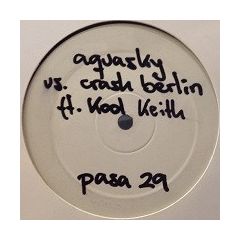 aquasky
vs. crash berlin
ft. Kool Keith
pasa 29